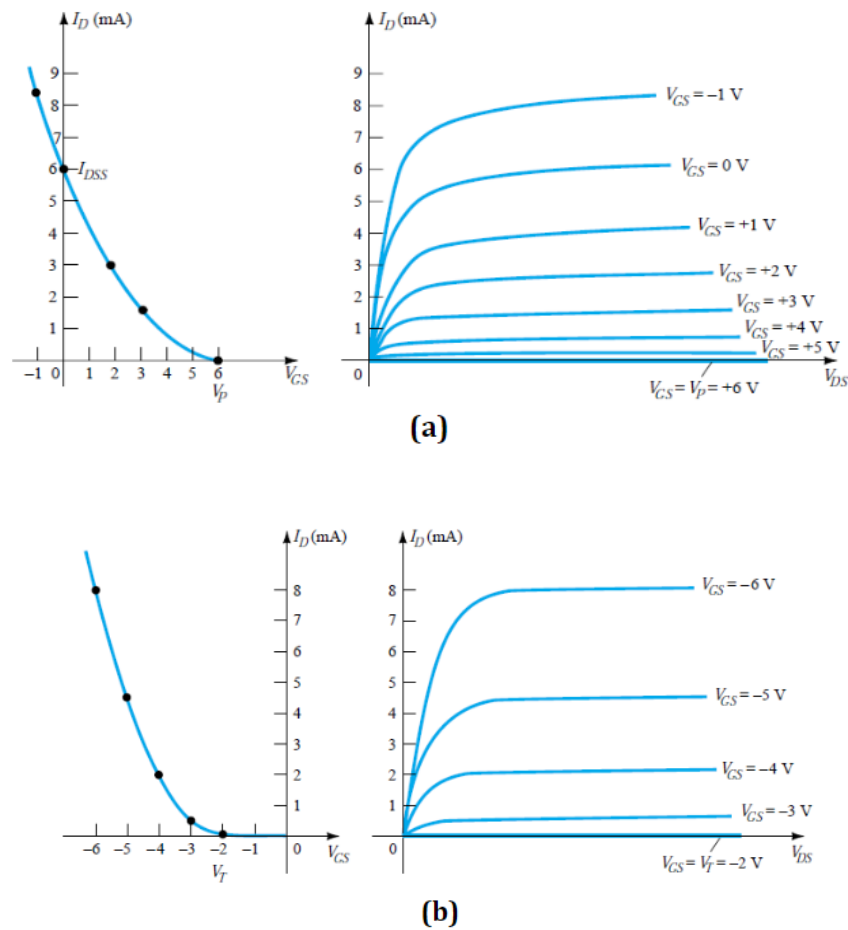 I_D (mA)
9
8
7
6
5
4
3
2
1
I_DSS
–1 0 1 2 3 4 5 6 V_GS
V_P
I_D (mA)
9
8
7
6
5
4
3
2
1
0
V_GS = –1 V
V_GS = 0 V
V_GS = +1 V
V_GS = +2 V
V_GS = +3 V
V_GS = +4 V
V_GS = +5 V
V_GS = V_P = +6 V
V_DS
(a)
I_D (mA)
8
7
6
5
4
3
2
1
–6 –5 –4 –3 –2 –1 0 V_GS
V_T
I_D (mA)
8
7
6
5
4
3
2
1
0
V_GS = –6 V
V_GS = –5 V
V_GS = –4 V
V_GS = –3 V
V_GS = V_T = –2 V
V_DS
(b)